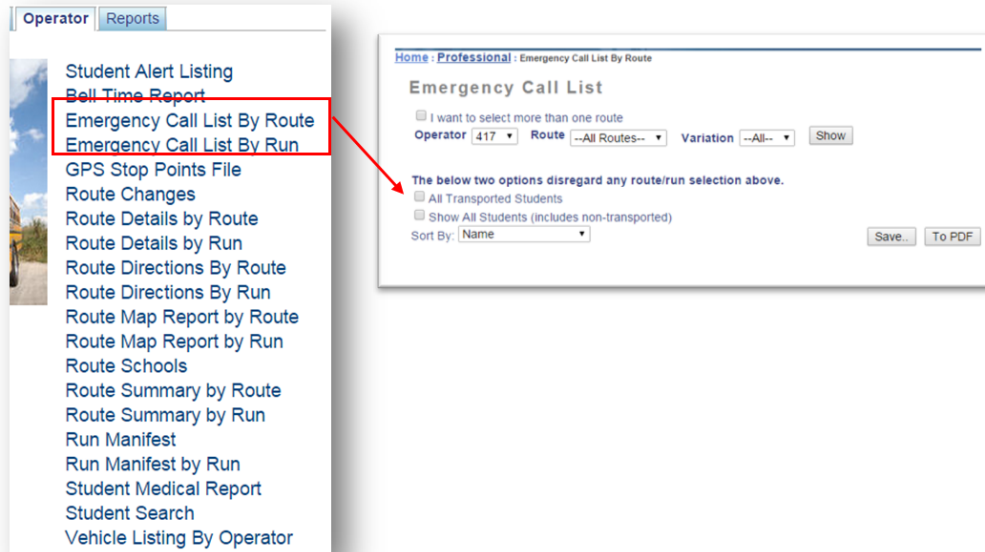 Operator Reports
Student Alert Listing
Bell Time Report
Emergency Call List By Route
Emergency Call List By Run
GPS Stop Points File
Route Changes
Route Details by Route
Route Details by Run
Route Directions By Route
Route Directions By Run
Route Map Report by Route
Route Map Report by Run
Route Schools
Route Summary by Route
Route Summary by Run
Run Manifest
Run Manifest by Run
Student Medical Report
Student Search
Vehicle Listing By Operator
Home : Professional : Emergency Call List By Route
Emergency Call List
I want to select more than one route
Operator 417 Route --All Routes-- Variation --All-- Show
The below two options disregard any route/run selection above.
All Transported Students
Show All Students (includes non-transported)
Sort By: Name Save.. To PDF